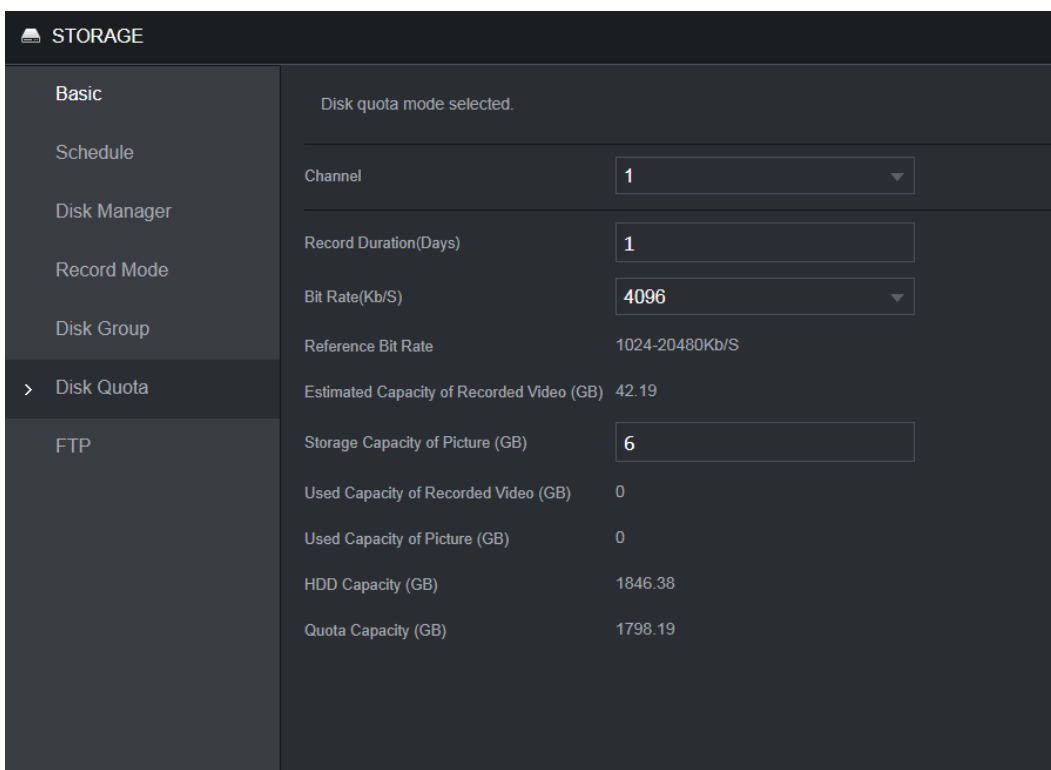 STORAGE
Basic
Schedule
Disk Manager
Record Mode
Disk Group
Disk Quota
FTP
Disk quota mode selected.
Channel 1
Record Duration(Days) 1
Bit Rate(Kb/S) 4096
Reference Bit Rate 1024-20480Kb/S
Estimated Capacity of Recorded Video (GB) 42.19
Storage Capacity of Picture (GB) 6
Used Capacity of Recorded Video (GB) 0
Used Capacity of Picture (GB) 0
HDD Capacity (GB) 1846.38
Quota Capacity (GB) 1798.19